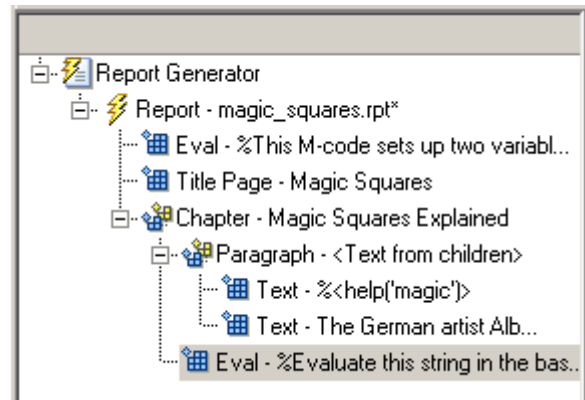 Report Generator
Report - magic_squares.rpt*
Eval - %This M-code sets up two variabl...
Title Page - Magic Squares
Chapter - Magic Squares Explained
Paragraph - <Text from children>
Text - %<help('magic')>
Text - The German artist Alb...
Eval - %Evaluate this string in the bas..